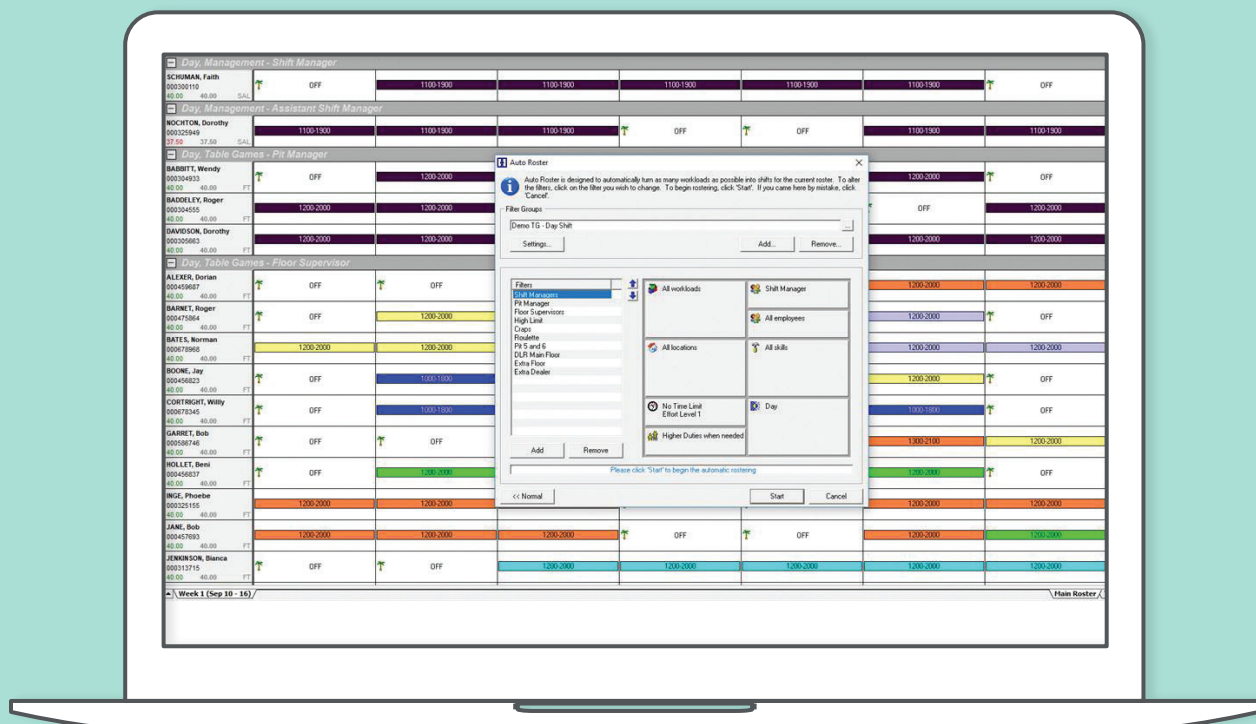 Day, Management - Shift Manager
SCHUMAN, Faith
000300110
40.00 40.00 SAL
OFF 1100-1900 1100-1900 1100-1900 1100-1900 OFF
Day, Management - Assistant Shift Manager
NOCHTON, Dorothy
000325949
37.50 37.50 SAL
1100-1900 1100-1900 1100-1900 OFF OFF 1100-1900 1100-1900
Day, Table Games - Pit Manager
BABBITT, Wendy
000304933
40.00 40.00 FT
OFF 1200-2000 1200-2000 OFF
BADDELEY, Roger
000304555
40.00 40.00 FT
1200-2000 1200-2000 OFF 1200-2000
DAVIDSON, Dorothy
000305663
40.00 40.00 FT
1200-2000 1200-2000 1200-2000 1200-2000
Day, Table Games - Floor Supervisor
ALEXER, Dorian
000459687
40.00 40.00 FT
OFF OFF 1200-2000 1200-2000
BARNET, Roger
000475864
40.00 40.00 FT
OFF 1200-2000 1200-2000 OFF
BATES, Norman
000678968
40.00 40.00 FT
1200-2000 1200-2000 1200-2000 1200-2000
BOONE, Jay
000456823
40.00 40.00 FT
OFF 1000-1800 1200-2000 OFF
CORTRIGHT, Willy
000678345
40.00 40.00 FT
OFF 1000-1800 1000-1800 OFF
GARRET, Bob
000586746
40.00 40.00 FT
OFF OFF 1300-2100 1200-2000
HOLLET, Beni
000456837
40.00 40.00 FT
OFF 1200-2000 1200-2000 OFF
INGE, Phoebe
000325155
40.00 40.00 FT
1200-2000 1200-2000 1200-2000 1200-2000
JANE, Bob
000457693
40.00 40.00 FT
1200-2000 1200-2000 1200-2000 OFF OFF 1200-2000 1200-2000
JENKINSON, Bianca
000313715
40.00 40.00 FT
OFF OFF 1200-2000 1200-2000 1200-2000 1200-2000 1200-2000
Week 1 (Sep 10 - 16) Main Roster
Auto Roster
Auto Roster is designed to automatically turn as many workloads as possible into shifts for the current roster. To alter
the filters, click on the filter you wish to change. To begin rostering, click 'Start'. If you came here by mistake, click
'Cancel'.
Filter Groups
Demo TG - Day Shift ...
Settings... Add... Remove...
Filters
Shift Managers
Pit Manager
Floor Supervisors
High Limit
Craps
Roulette
Pit 5 and 6
DLR Main Floor
Extra Floor
Extra Dealer
All workloads Shift Manager
All employees
All locations All skills
No Time Limit
Effort Level 1
Day
Higher Duties when needed
Add Remove
Please click 'Start' to begin the automatic rostering
<< Normal Start Cancel